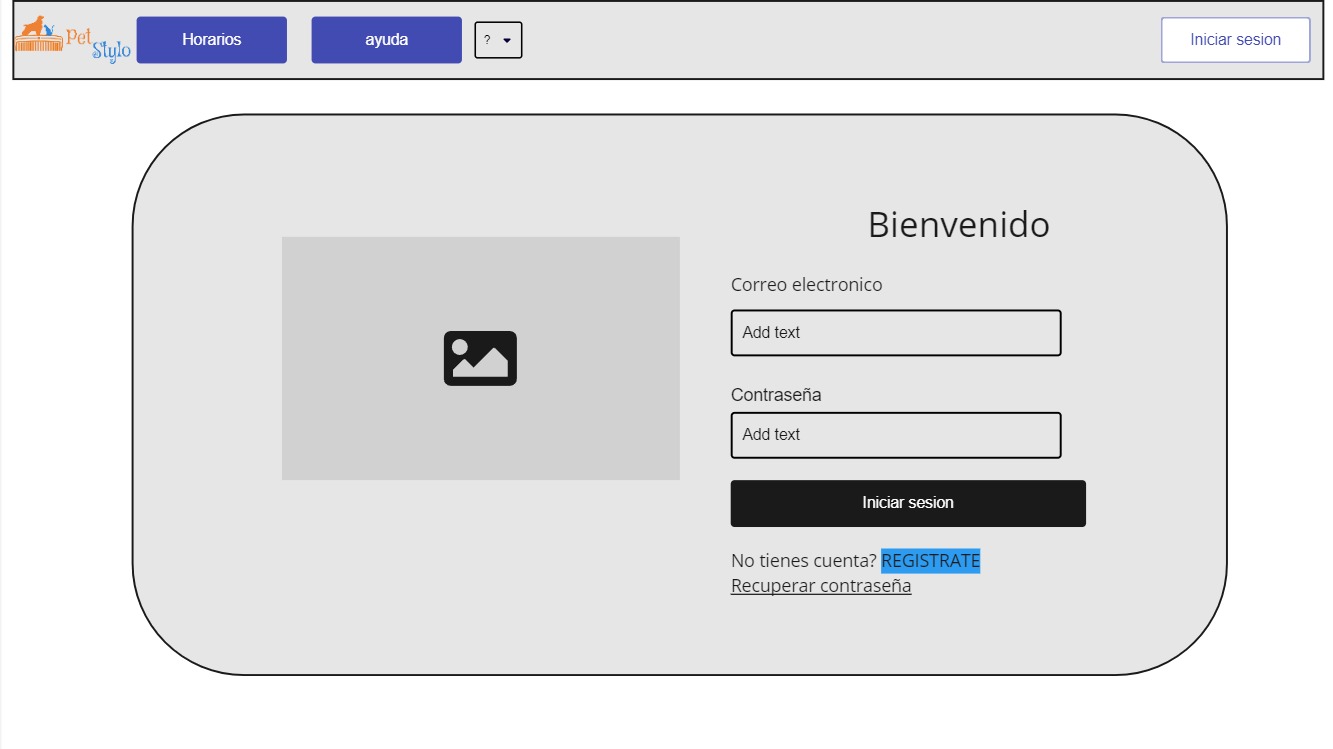 Pet
Stylo
Horarios
ayuda
?
Iniciar sesion
Bienvenido
Correo electronico
Add text
Contraseña
Add text
Iniciar sesion
No tienes cuenta? REGISTRATE
Recuperar contraseña